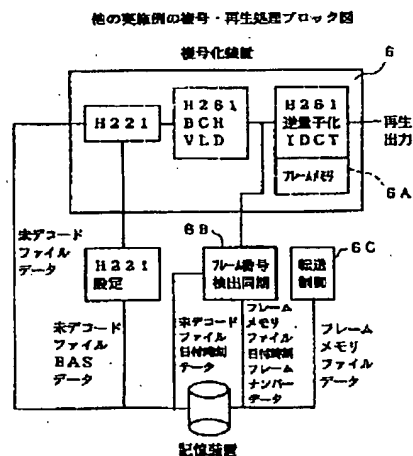 他の実施例の復号・再生処理ブロック図
復号化装置
6
H221
H261
BCH
VLD
H261
逆量子化
IDCT
フレームメモリ
再生
出力
6A
未デコード
ファイル
データ
H221
設定
6B
フレーム番号
検出同期
6C
転送
制御
未デコード
ファイル
BAS
データ
未デコード
ファイル
日付時刻
データ
フレーム
メモリ
ファイル
日付時刻
フレーム
ナンバー
データ
フレーム
メモリ
ファイル
データ
記憶装置